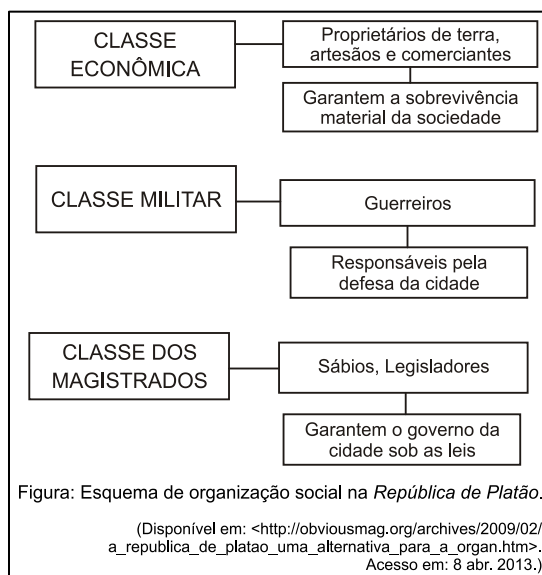 CLASSE
ECONÔMICA
Proprietários de terra,
artesãos e comerciantes
Garantem a sobrevivência
material da sociedade
CLASSE MILITAR
Guerreiros
Responsáveis pela
defesa da cidade
CLASSE DOS
MAGISTRADOS
Sábios, Legisladores
Garantem o governo da
cidade sob as leis
Figura: Esquema de organização social na República de Platão.
(Disponível em: <http://obviousmag.org/archives/2009/02/
a_republica_de_platao_uma_alternativa_para_a_organ.htm>.
Acesso em: 8 abr. 2013.)